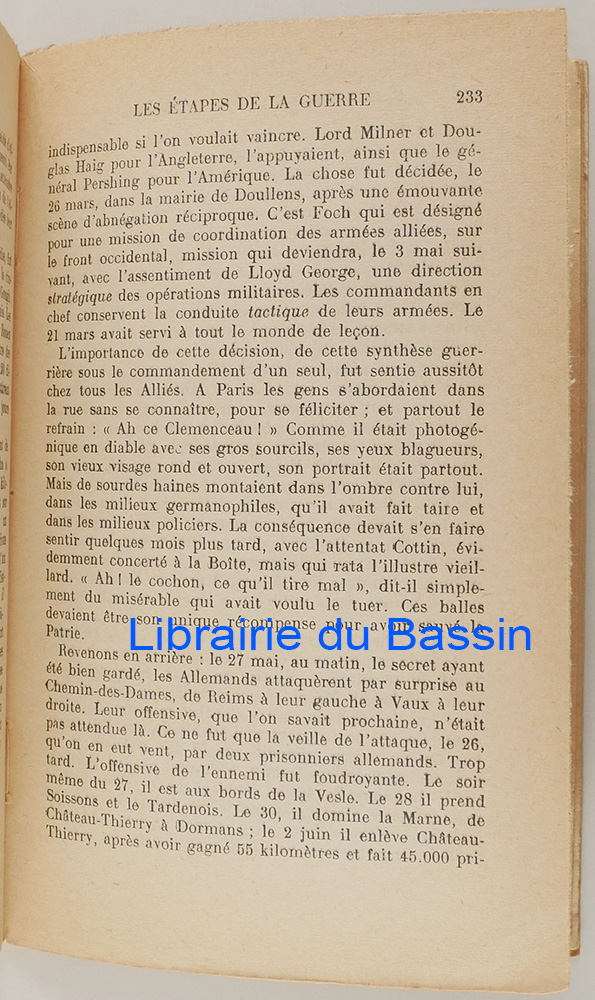 LES ÉTAPES DE LA GUERRE 233
indispensable si l'on voulait vaincre. Lord Milner et Dou-
glas Haig pour l'Angleterre, l'appuyaient, ainsi que le gé-
néral Pershing pour l'Amérique. La chose fut décidée, le
26 mars, dans la mairie de Doullens, après une émouvante
scène d'abnégation réciproque. C'est Foch qui est désigné
pour une mission de coordination des armées alliées, sur
le front occidental, mission qui deviendra, le 3 mai sui-
vant, avec l'assentiment de Lloyd George, une direction
stratégique des opérations militaires. Les commandants en
chef conservent la conduite tactique de leurs armées. Le
21 mars avait servi à tout le monde de leçon.
L'importance de cette décision, de cette synthèse guer-
rière sous le commandement d'un seul, fut sentie aussitôt
chez tous les Alliés. A Paris les gens s'abordaient dans
la rue sans se connaître, pour se féliciter ; et partout le
refrain : « Ah ce Clemenceau ! » Comme il était photogé-
nique en diable avec ses gros sourcils, ses yeux blagueurs,
son vieux visage rond et ouvert, son portrait était partout.
Mais de sourdes haines montaient dans l'ombre contre lui,
dans les milieux germanophiles, qu'il avait fait taire et
dans les milieux policiers. La conséquence devait s'en faire
sentir quelques mois plus tard, avec l'attentat Cottin, évi-
demment concerté à la Boîte, mais qui rata l'illustre vieil-
lard. « Ah ! le cochon, ce qu'il tire mal », dit-il simple-
ment du misérable qui avait voulu le tuer. Ces balles
devaient être son unique récompense pour avoir sauvé la
Patrie.
Librairie du Bassin
Revenons en arrière : le 27 mai, au matin, le secret ayant
été bien gardé, les Allemands attaquèrent par surprise au
Chemin-des-Dames, de Reims à leur gauche à Vaux à leur
droite. Leur offensive, que l'on savait prochaine, n'était
pas attendue là. Ce ne fut que la veille de l'attaque, le 26,
qu'on en eut vent, par deux prisonniers allemands. Trop
tard. L'offensive de l'ennemi fut foudroyante. Le soir
même du 27, il est aux bords de la Vesle. Le 28 il prend
Soissons et le Tardenois. Le 30, il domine la Marne, de
Château-Thierry à Dormans ; le 2 juin il enlève Château-
Thierry, après avoir gagné 55 kilomètres et fait 45.000 pri-